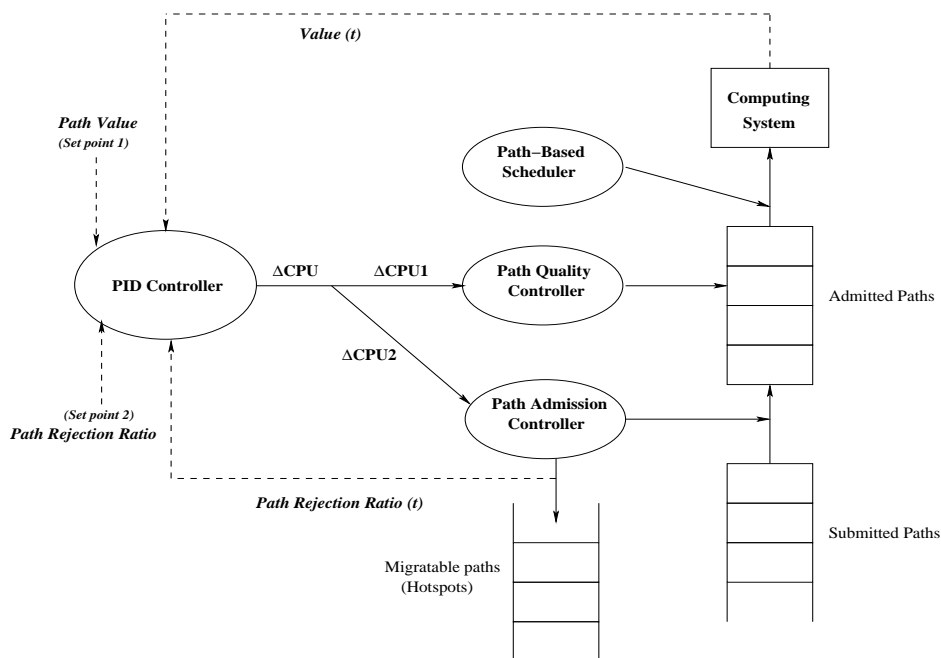 Value (t)
Computing
System
Path Value
(Set point 1)
Path−Based
Scheduler
PID Controller
ΔCPU
ΔCPU1
Path Quality
Controller
Admitted Paths
ΔCPU2
(Set point 2)
Path Rejection Ratio
Path Admission
Controller
Path Rejection Ratio (t)
Submitted Paths
Migratable paths
(Hotspots)